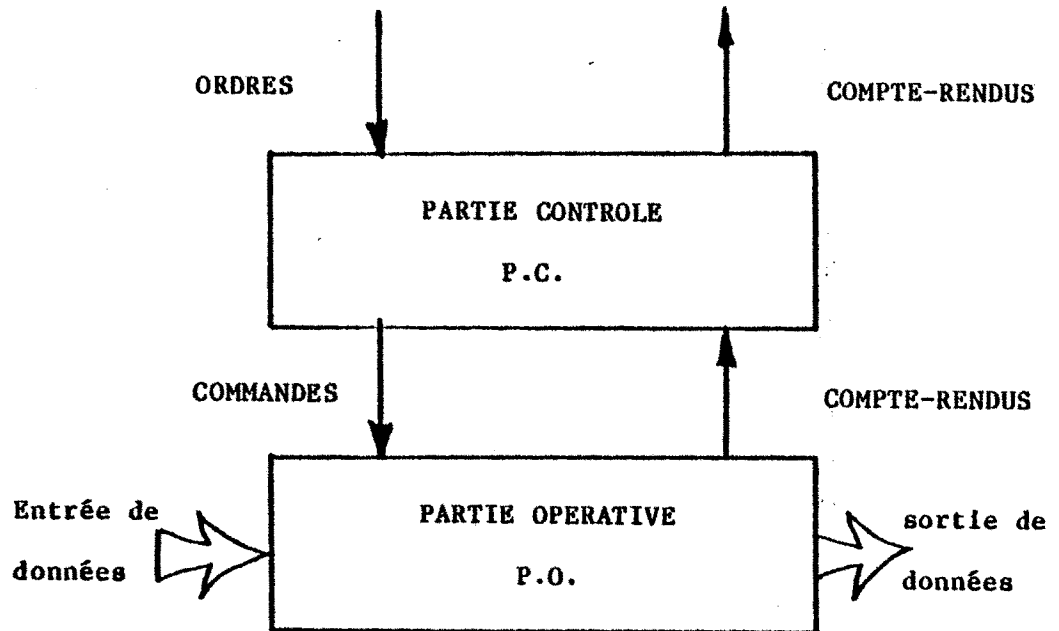 ORDRES
COMPTE-RENDUS
PARTIE CONTROLE
P.C.
COMMANDES
COMPTE-RENDUS
Entrée de
données
PARTIE OPERATIVE
P.O.
sortie de
données